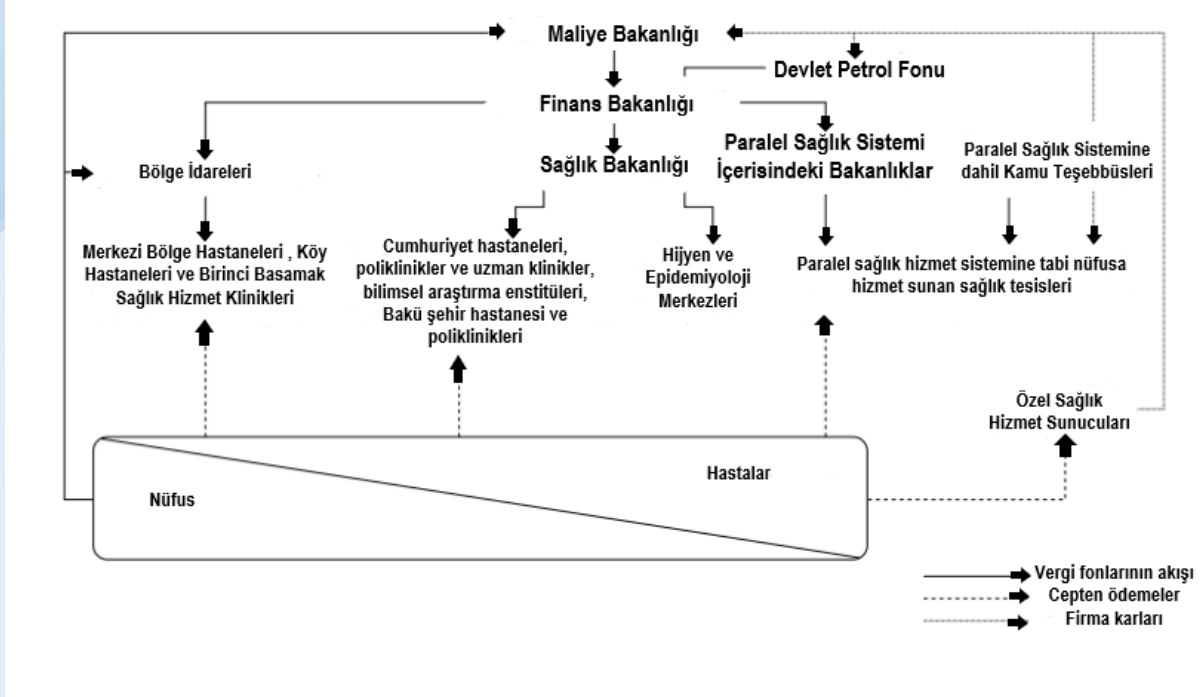 Maliye Bakanlığı
Devlet Petrol Fonu
Finans Bakanlığı
Bölge İdareleri
Sağlık Bakanlığı
Paralel Sağlık Sistemi
İçerisindeki Bakanlıklar
Paralel Sağlık Sistemine
dahil Kamu Teşebbüsleri
Merkezi Bölge Hastaneleri , Köy
Hastaneleri ve Birinci Basamak
Sağlık Hizmet Klinikleri
Cumhuriyet hastaneleri,
poliklinikler ve uzman klinikler,
bilimsel araştırma enstitüleri,
Bakü şehir hastanesi ve
poliklinikleri
Hijyen ve
Epidemiyoloji
Merkezleri
Paralel sağlık hizmet sistemine tabi nüfusa
hizmet sunan sağlık tesisleri
Özel Sağlık
Hizmet Sunucuları
Nüfus
Hastalar
Vergi fonlarının akışı
Cepten ödemeler
Firma karları